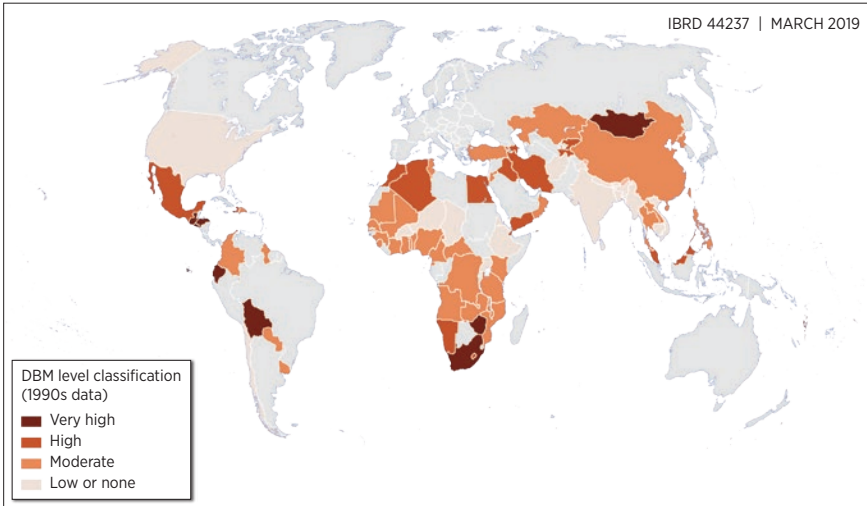 IBRD 44237 | MARCH 2019
DBM level classification
(1990s data)
Very high
High
Moderate
Low or none